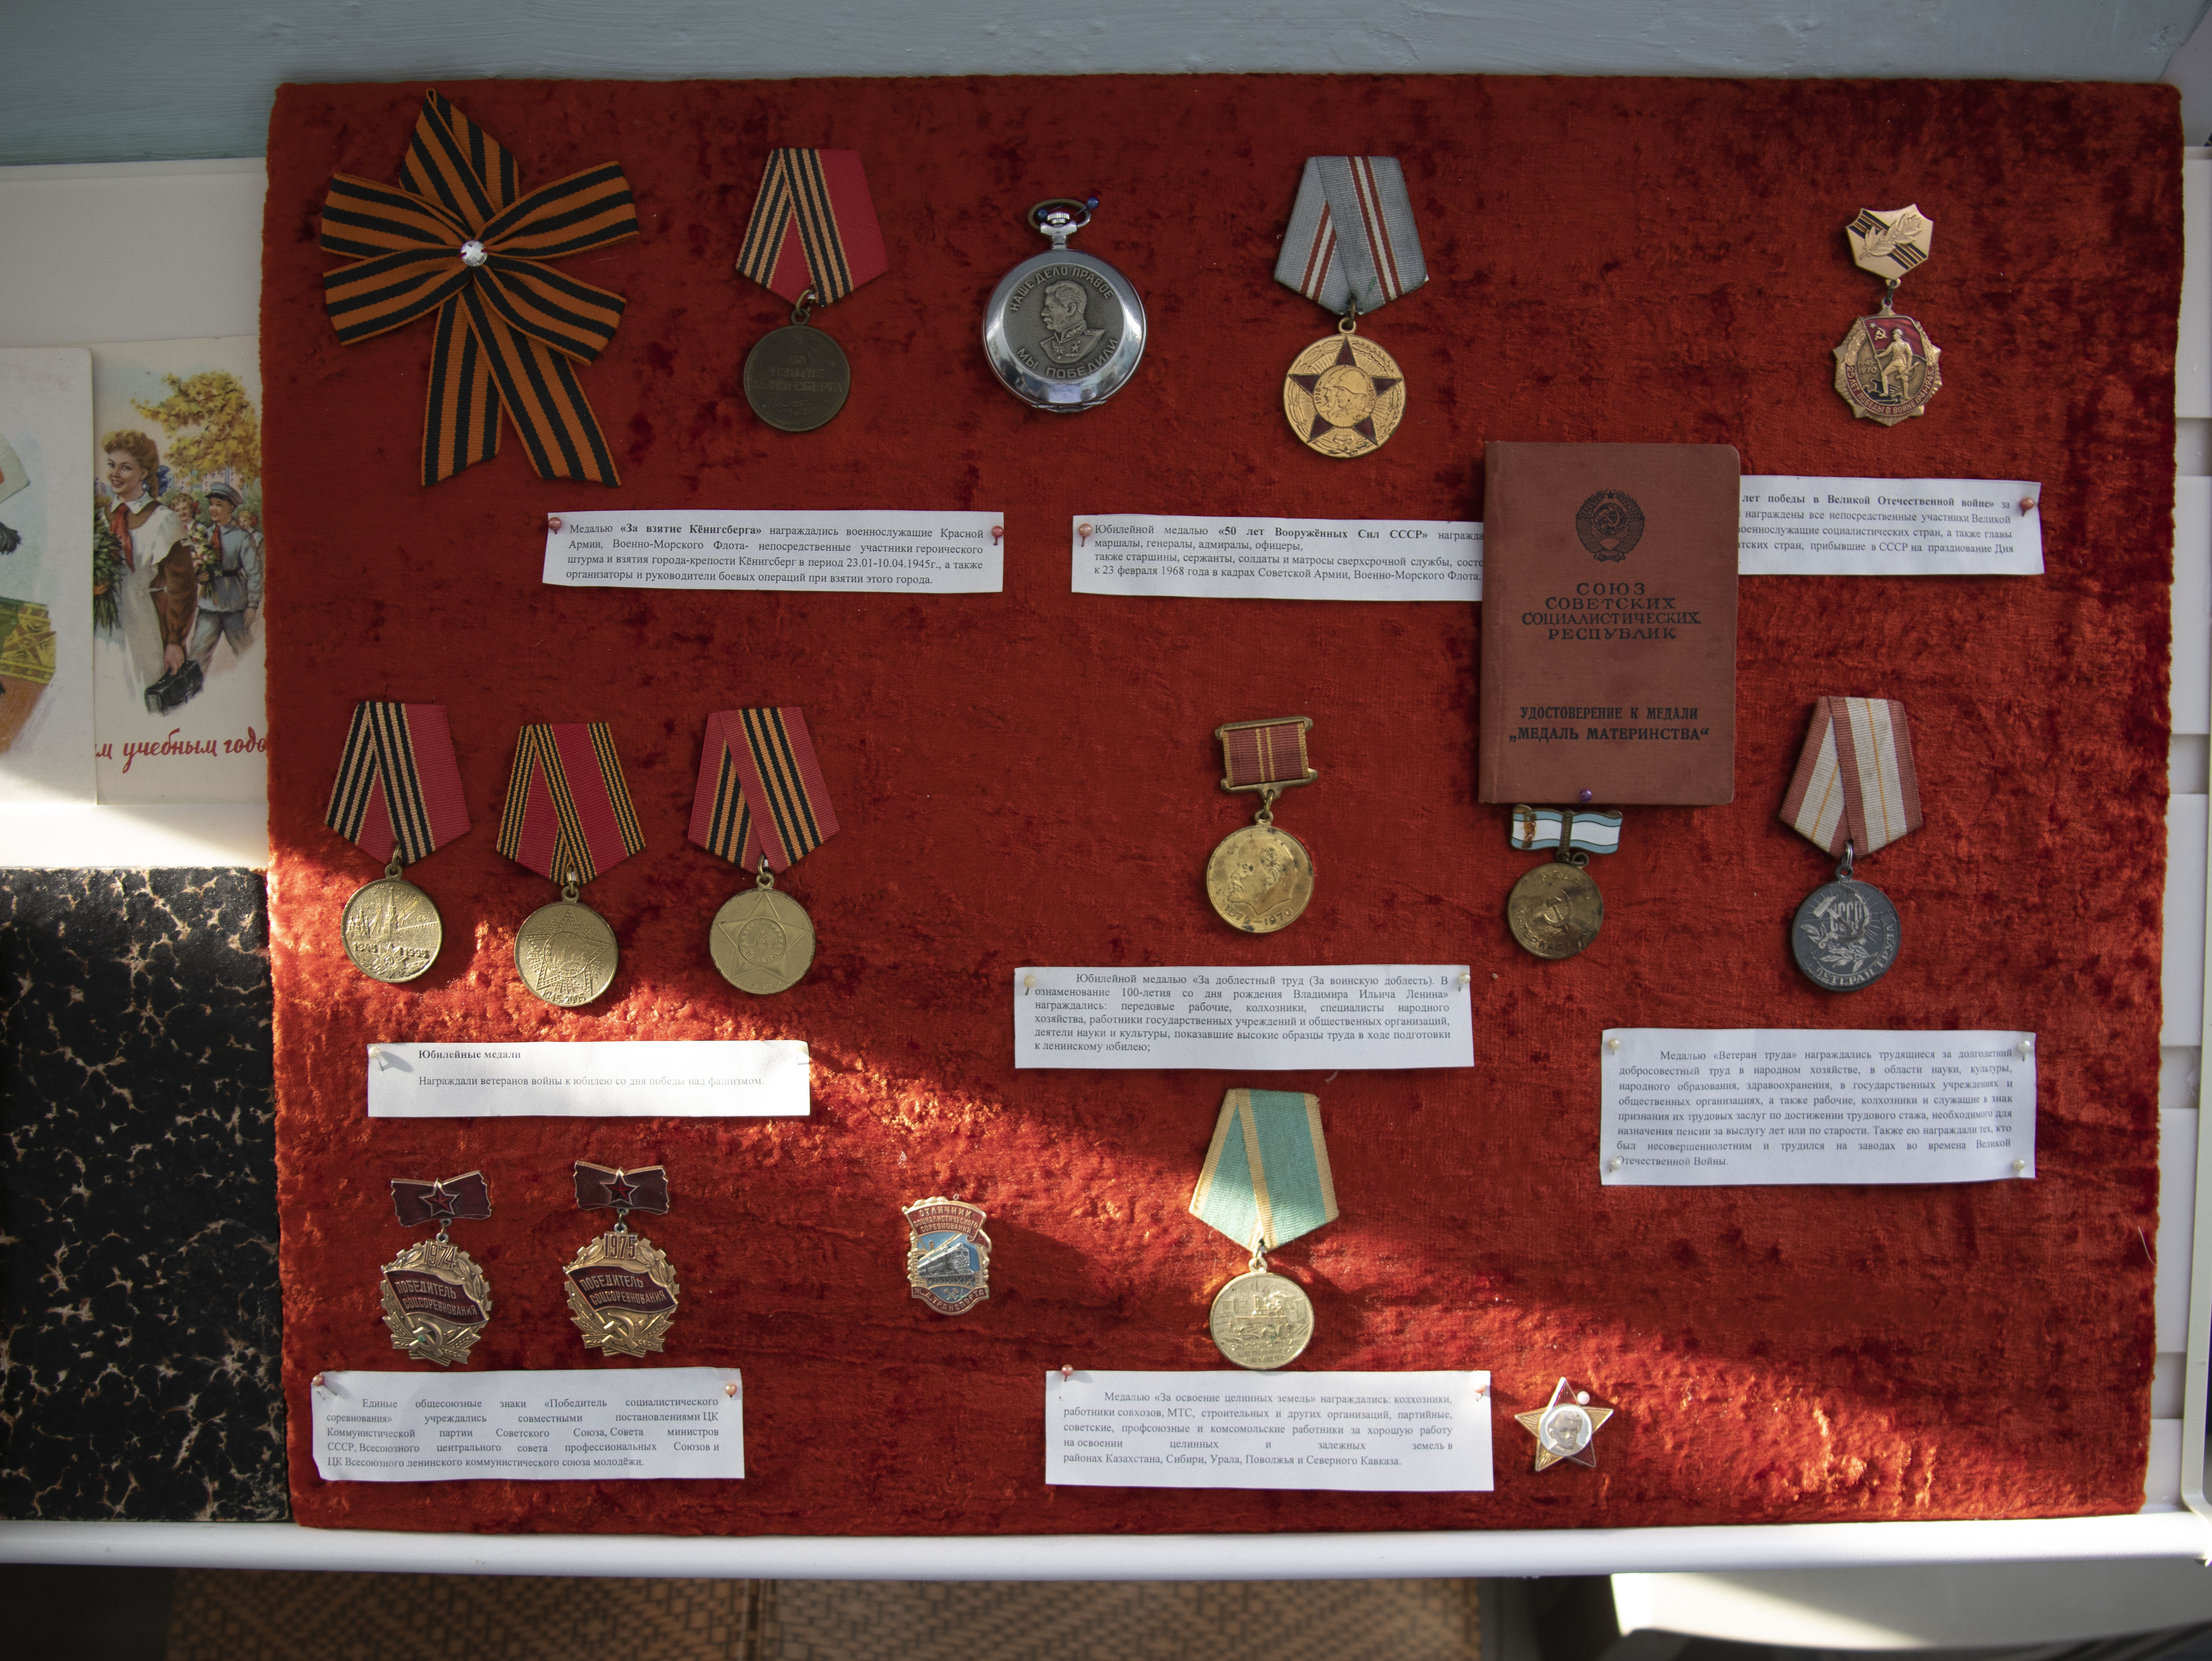 ЗА
ВЗЯТИЕ
КЕНИГСБЕРГА
НАШЕ ДЕЛО ПРАВОЕ
МЫ ПОБЕДИЛИ
25 ЛЕТ ПОБЕДЫ В ВОЙНЕ
Медалью «За взятие Кёнигсберга» награждались военнослужащие Красной
Армии, Военно-Морского Флота- непосредственные участники героического
штурма и взятия города-крепости Кёнигсберг в период 23.01-10.04.1945г., а также
организаторы и руководители боевых операций при взятии этого города.
Юбилейной медалью «50 лет Вооружённых Сил СССР» награжда
маршалы, генералы, адмиралы, офицеры,
также старшины, сержанты, солдаты и матросы сверхсрочной службы, сост
к 23 февраля 1968 года в кадрах Советской Армии, Военно-Морского Флота.
СОЮЗ
СОВЕТСКИХ
СОЦИАЛИСТИЧЕСКИХ
РЕСПУБЛИК
УДОСТОВЕРЕНИЕ К МЕДАЛИ
„МЕДАЛЬ МАТЕРИНСТВА“
лет победы в Великой Отечественной войне» за
награждены все непосредственные участники Великой
военнослужащие социалистических стран, а также главы
атских стран, прибывшие в СССР на празднование Дня
м учебным годо
1945 1995
1945-2005
1870-1970
СССР
ВЕТЕРАН ТРУДА
Юбилейные медали
Награждали ветеранов войны к юбилею со дня победы над фашизмом.
Юбилейной медалью «За доблестный труд (За воинскую доблесть). В
ознаменование 100-летия со дня рождения Владимира Ильича Ленина»
награждались: передовые рабочие, колхозники, специалисты народного
хозяйства, работники государственных учреждений и общественных организаций,
деятели науки и культуры, показавшие высокие образцы труда в ходе подготовки
к ленинскому юбилею;
Медалью «Ветеран труда» награждались трудящиеся за долголетний
добросовестный труд в народном хозяйстве, в области науки, культуры,
народного образования, здравоохранения, в государственных учреждениях и
общественных организациях, а также рабочие, колхозники и служащие в знак
признания их трудовых заслуг по достижении трудового стажа, необходимого для
назначения пенсии за выслугу лет или по старости. Также ею награждали тех, кто
был несовершеннолетним и трудился на заводах во времена Великой
Отечественной Войны.
1974
ПОБЕДИТЕЛЬ
СОЦСОРЕВНОВАНИЯ
1975
ПОБЕДИТЕЛЬ
СОЦСОРЕВНОВАНИЯ
ОТЛИЧНИК
СОЦИАЛИСТИЧЕСКОГО
СОРЕВНОВАНИЯ
Ж-Д. ТРАНСПОРТА
Единые общесоюзные знаки «Победитель социалистического
соревнования» учреждались совместными постановлениями ЦК
Коммунистической партии Советского Союза, Совета министров
СССР, Всесоюзного центрального совета профессиональных Союзов и
ЦК Всесоюзного ленинского коммунистического союза молодёжи.
Медалью «За освоение целинных земель» награждались: колхозники,
работники совхозов, МТС, строительных и других организаций, партийные,
советские, профсоюзные и комсомольские работники за хорошую работу
на освоении целинных и залежных земель в
районах Казахстана, Сибири, Урала, Поволжья и Северного Кавказа.